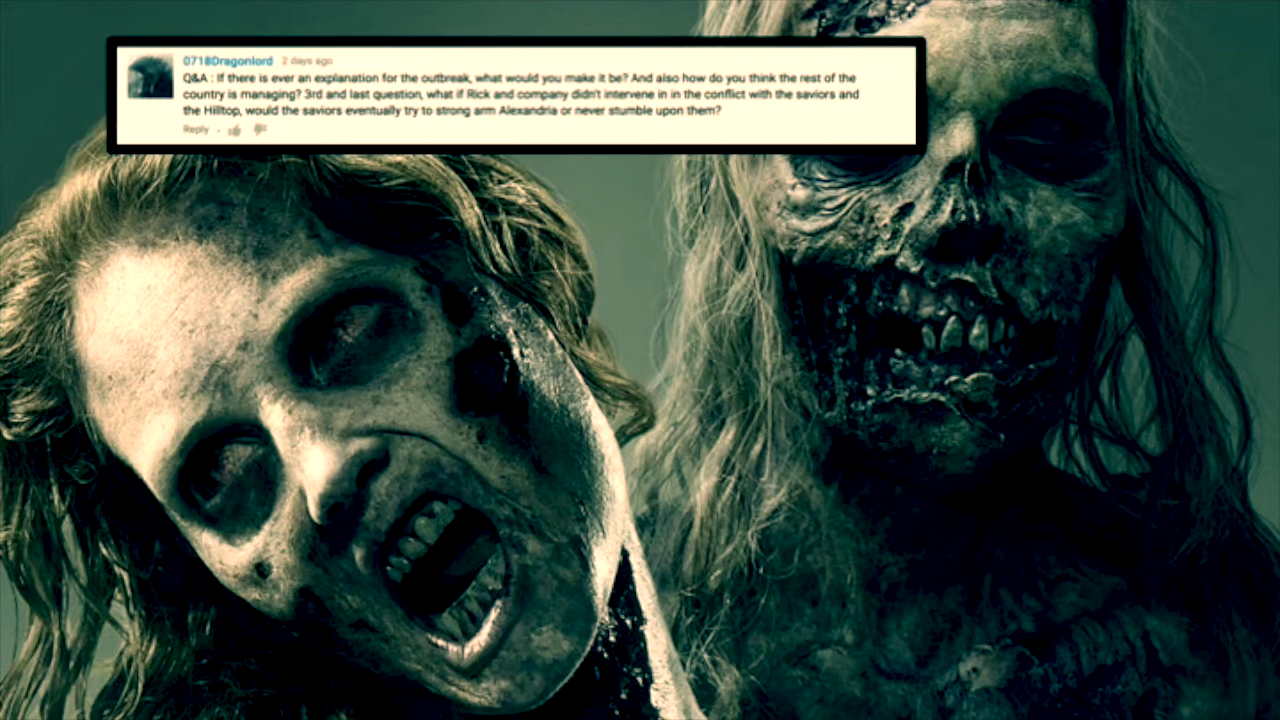 0718Dragonlord 2 days ago
Q&A : If there is ever an explanation for the outbreak, what would you make it be? And also how do you think the rest of the
country is managing? 3rd and last question, what if Rick and company didn't intervene in in the conflict with the saviors and
the Hilltop, would the saviors eventually try to strong arm Alexandria or never stumble upon them?
Reply